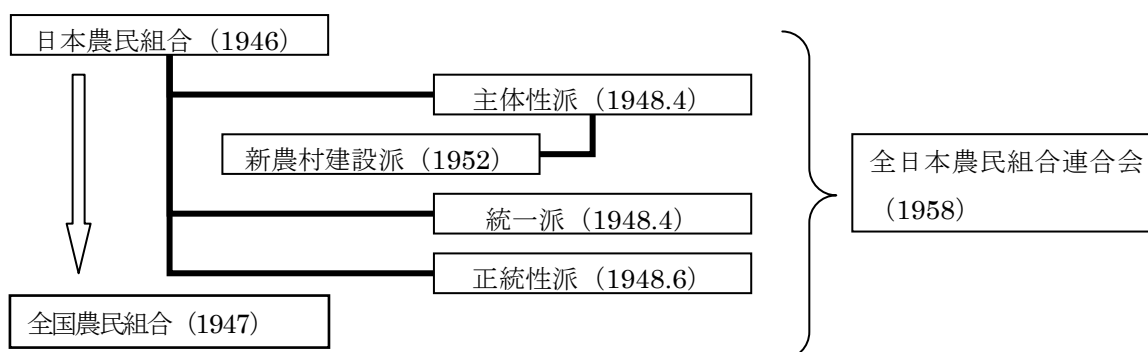 日本農民組合（1946）
主体性派（1948.4）
新農村建設派（1952）
全日本農民組合連合会
（1958）
統一派（1948.4）
正統性派（1948.6）
全国農民組合（1947）